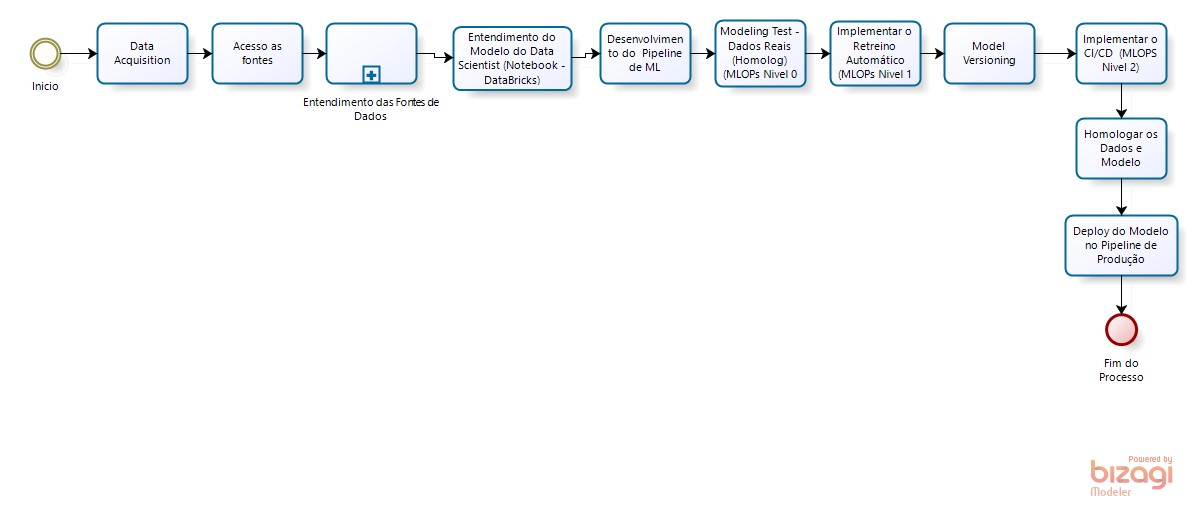 Inicio
Data
Acquisition
Acesso as
fontes
Entendimento das Fontes de
Dados
Entendimento do
Modelo do Data
Scientist (Notebook -
DataBricks)
Desenvolvimen
to do Pipeline
de ML
Modeling Test -
Dados Reais
(Homolog)
(MLOPs Nivel 0
Implementar o
Retreino
Automático
(MLOPs Nivel 1
Model
Versioning
Implementar o
CI/CD (MLOPS
Nivel 2)
Homologar os
Dados e
Modelo
Deploy do Modelo
no Pipeline de
Produção
Fim do
Processo
Powered by
bizagi
Modeler